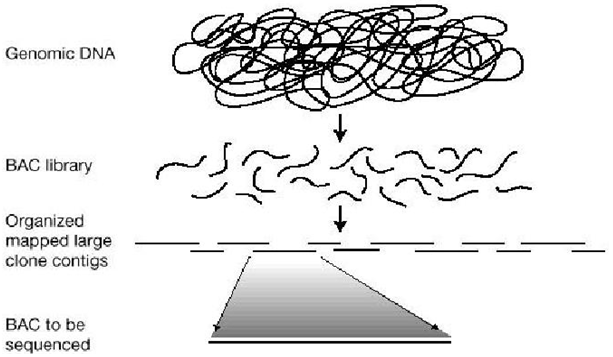 Genomic DNA
BAC library
Organized
mapped large
clone contigs
BAC to be
sequenced